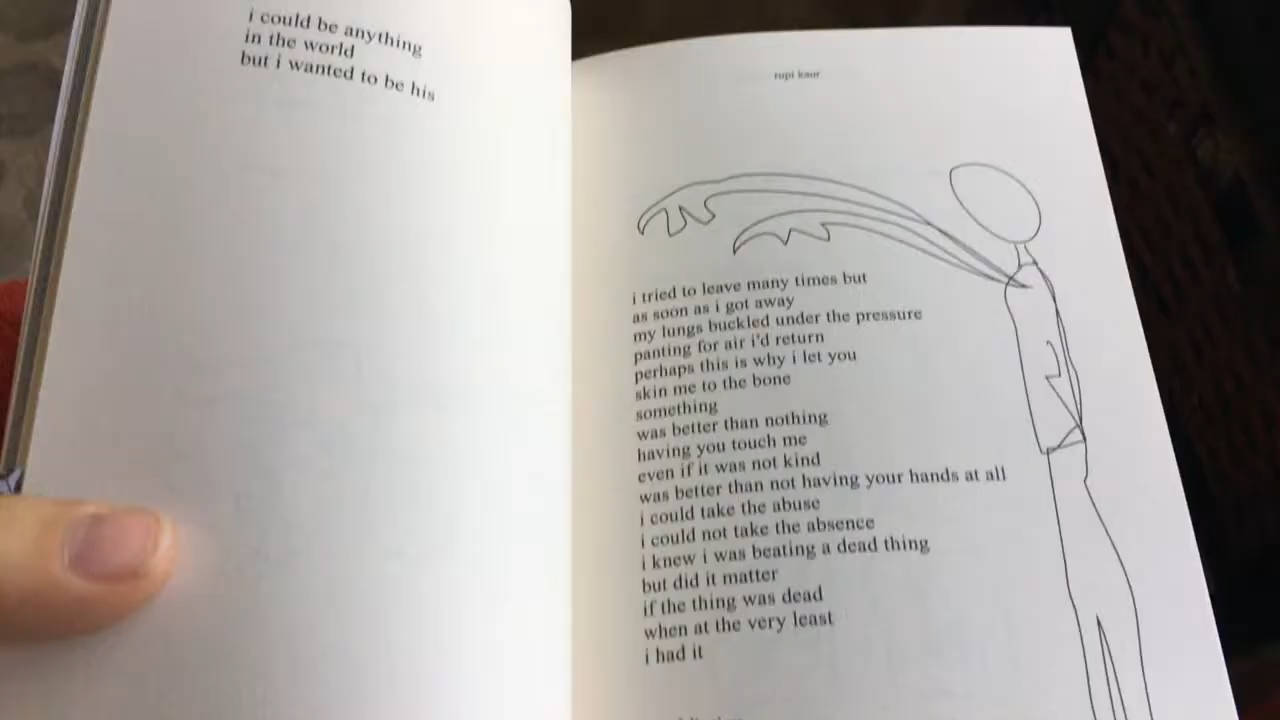 i could be anything
in the world
but i wanted to be his
rupi kaur
i tried to leave many times but
as soon as i got away
my lungs buckled under the pressure
panting for air i'd return
perhaps this is why i let you
skin me to the bone
something
was better than nothing
having you touch me
even if it was not kind
was better than not having your hands at all
i could take the abuse
i could not take the absence
i knew i was beating a dead thing
but did it matter
if the thing was dead
when at the very least
i had it